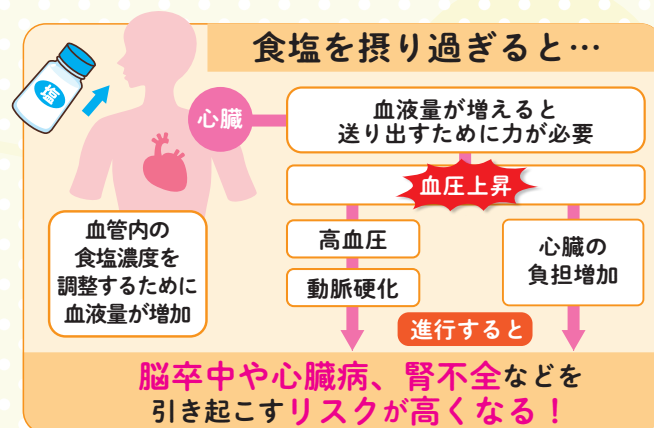 食塩を摂り過ぎると…
塩
心臓
血液量が増えると
送り出すために力が必要
血圧上昇
血管内の
食塩濃度を
調整するために
血液量が増加
高血圧
動脈硬化
心臓の
負担増加
進行すると
脳卒中や心臓病、腎不全などを
引き起こすリスクが高くなる！